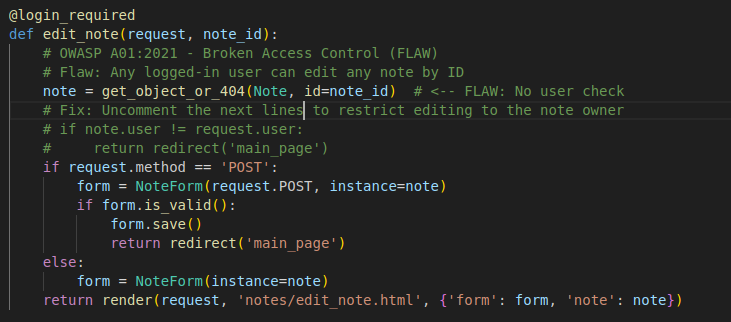 @login_required
def edit_note(request, note_id):
    # OWASP A01:2021 - Broken Access Control (FLAW)
    # Flaw: Any logged-in user can edit any note by ID
    note = get_object_or_404(Note, id=note_id)  # <-- FLAW: No user check
    # Fix: Uncomment the next lines to restrict editing to the note owner
    # if note.user != request.user:
    #     return redirect('main_page')
    if request.method == 'POST':
        form = NoteForm(request.POST, instance=note)
        if form.is_valid():
            form.save()
            return redirect('main_page')
    else:
        form = NoteForm(instance=note)
    return render(request, 'notes/edit_note.html', {'form': form, 'note': note})